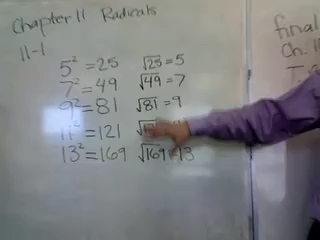 Chapter 11 Radicals
11-1
5² = 25 √25 = 5
7² = 49 √49 = 7
9² = 81 √81 = 9
11² = 121
13² = 169 √169 = 13
final
Ch. 11